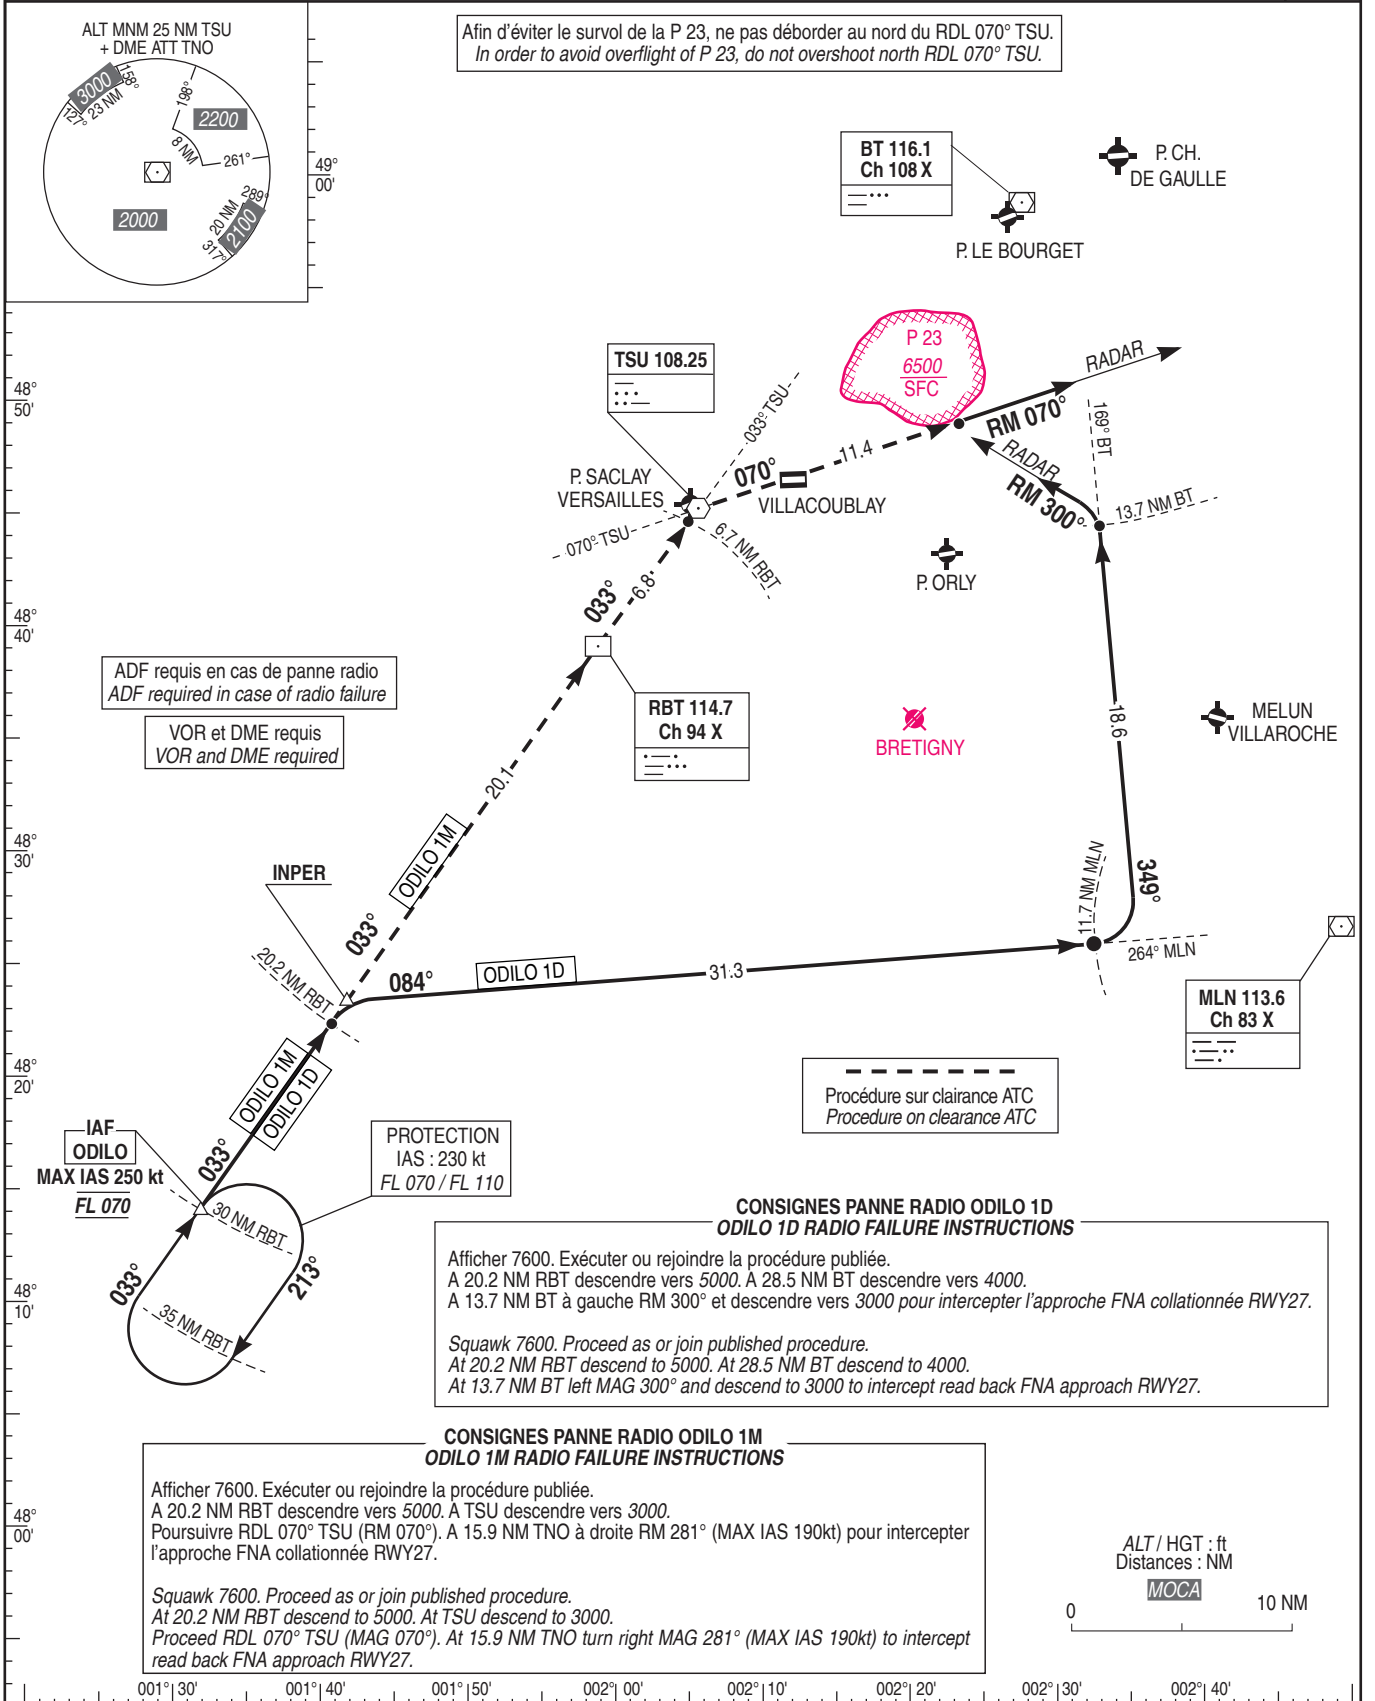 ALT MNM 25 NM TSU
+ DME ATT TNO
3000
158°
127°
23 NM
198°
2200
8 NM
261°
289°
20 NM
2100
317°
2000
Afin d'éviter le survol de la P 23, ne pas déborder au nord du RDL 070° TSU.
In order to avoid overflight of P 23, do not overshoot north RDL 070° TSU.
49°
00'
BT 116.1
Ch 108 X
P. CH.
DE GAULLE
P. LE BOURGET
P 23
6500
SFC
RADAR
TSU 108.25
48°
50'
033° TSU
RM 070°
169° BT
11.4
RADAR
070°
P. SACLAY
VERSAILLES
VILLACOUBLAY
RM 300°
13.7 NM BT
070° TSU
6.7 NM RBT
P. ORLY
6.8
033°
48°
40'
ADF requis en cas de panne radio
ADF required in case of radio failure
VOR et DME requis
VOR and DME required
RBT 114.7
Ch 94 X
BRETIGNY
18.6
MELUN
VILLAROCHE
20.1
48°
30'
ODILO 1M
INPER
11.7 NM MLN
349°
033°
264° MLN
20.2 NM RBT
084°
ODILO 1D
31.3
MLN 113.6
Ch 83 X
48°
20'
ODILO 1M
ODILO 1D
Procédure sur clairance ATC
Procedure on clearance ATC
IAF
ODILO
MAX IAS 250 kt
FL 070
033°
PROTECTION
IAS : 230 kt
FL 070 / FL 110
30 NM RBT
033°
213°
35 NM RBT
48°
10'
CONSIGNES PANNE RADIO ODILO 1D
ODILO 1D RADIO FAILURE INSTRUCTIONS
Afficher 7600. Exécuter ou rejoindre la procédure publiée.
A 20.2 NM RBT descendre vers 5000. A 28.5 NM BT descendre vers 4000.
A 13.7 NM BT à gauche RM 300° et descendre vers 3000 pour intercepter l'approche FNA collationnée RWY27.
Squawk 7600. Proceed as or join published procedure.
At 20.2 NM RBT descend to 5000. At 28.5 NM BT descend to 4000.
At 13.7 NM BT left MAG 300° and descend to 3000 to intercept read back FNA approach RWY27.
CONSIGNES PANNE RADIO ODILO 1M
ODILO 1M RADIO FAILURE INSTRUCTIONS
Afficher 7600. Exécuter ou rejoindre la procédure publiée.
A 20.2 NM RBT descendre vers 5000. A TSU descendre vers 3000.
Poursuivre RDL 070° TSU (RM 070°). A 15.9 NM TNO à droite RM 281° (MAX IAS 190kt) pour intercepter
l'approche FNA collationnée RWY27.
Squawk 7600. Proceed as or join published procedure.
At 20.2 NM RBT descend to 5000. At TSU descend to 3000.
Proceed RDL 070° TSU (MAG 070°). At 15.9 NM TNO turn right MAG 281° (MAX IAS 190kt) to intercept
read back FNA approach RWY27.
48°
00'
ALT / HGT : ft
Distances : NM
MOCA
0
10 NM
001°30'
001°40'
001°50'
002°00'
002°10'
002°20'
002°30'
002°40'